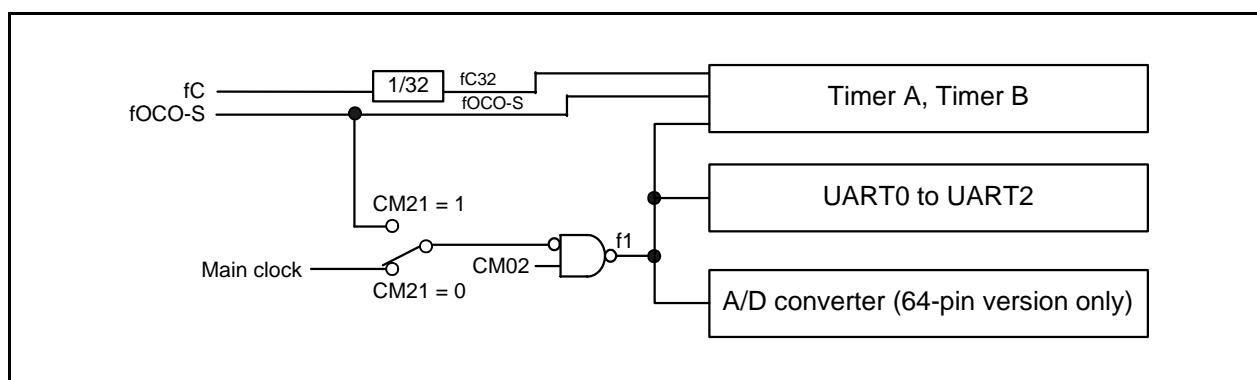 fC
1/32
fC32
fOCO-S
fOCO-S
Timer A, Timer B
UART0 to UART2
CM21 = 1
Main clock
CM21 = 0
CM02
f1
A/D converter (64-pin version only)